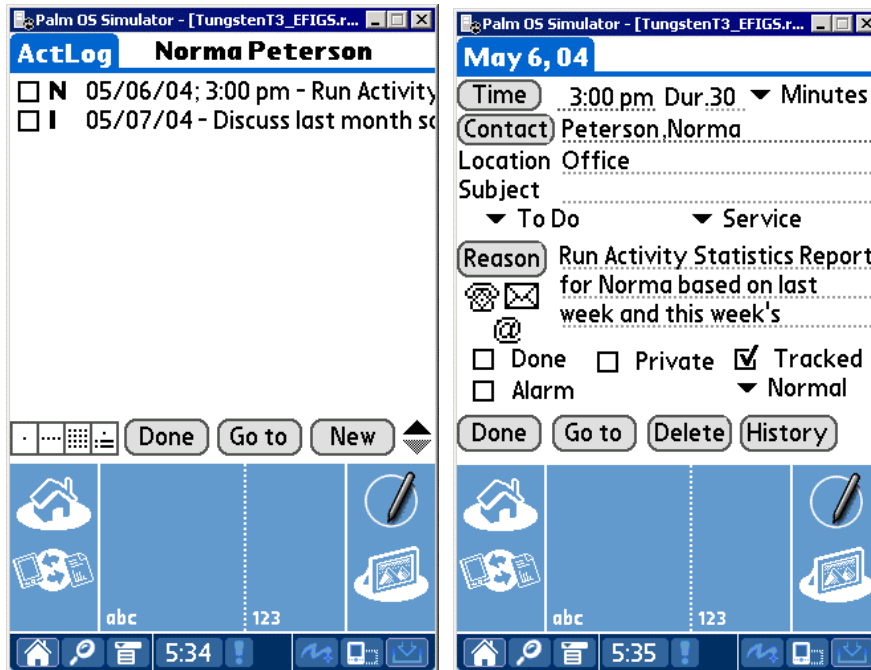 Palm OS Simulator - [TungstenT3_EFIGS.r...
ActLog Norma Peterson
N 05/06/04; 3:00 pm - Run Activity
I 05/07/04 - Discuss last month sc
Done Go to New
abc 123
5:34
Palm OS Simulator - [TungstenT3_EFIGS.r...
May 6, 04
Time 3:00 pm Dur. 30 Minutes
Contact Peterson, Norma
Location Office
Subject
To Do Service
Reason Run Activity Statistics Report
for Norma based on last
@ week and this week's
Done Private Tracked
Alarm Normal
Done Go to Delete History
abc 123
5:35